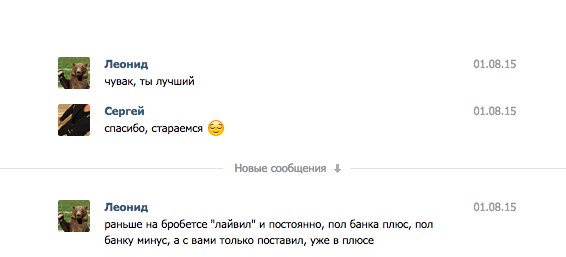 Леонид
01.08.15
чувак, ты лучший
Сергей
01.08.15
спасибо, стараемся
Новые сообщения
Леонид
01.08.15
раньше на бробетсе "лайвил" и постоянно, пол банка плюс, пол
банку минус, а с вами только поставил, уже в плюсе